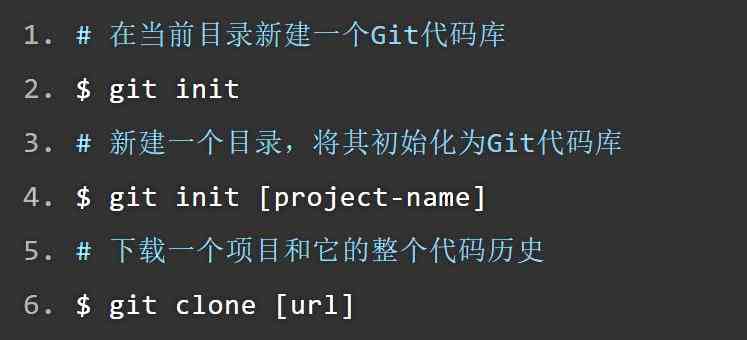 1. # 在当前目录新建一个Git代码库
2. $ git init
3. # 新建一个目录，将其初始化为Git代码库
4. $ git init [project-name]
5. # 下载一个项目和它的整个代码历史
6. $ git clone [url]